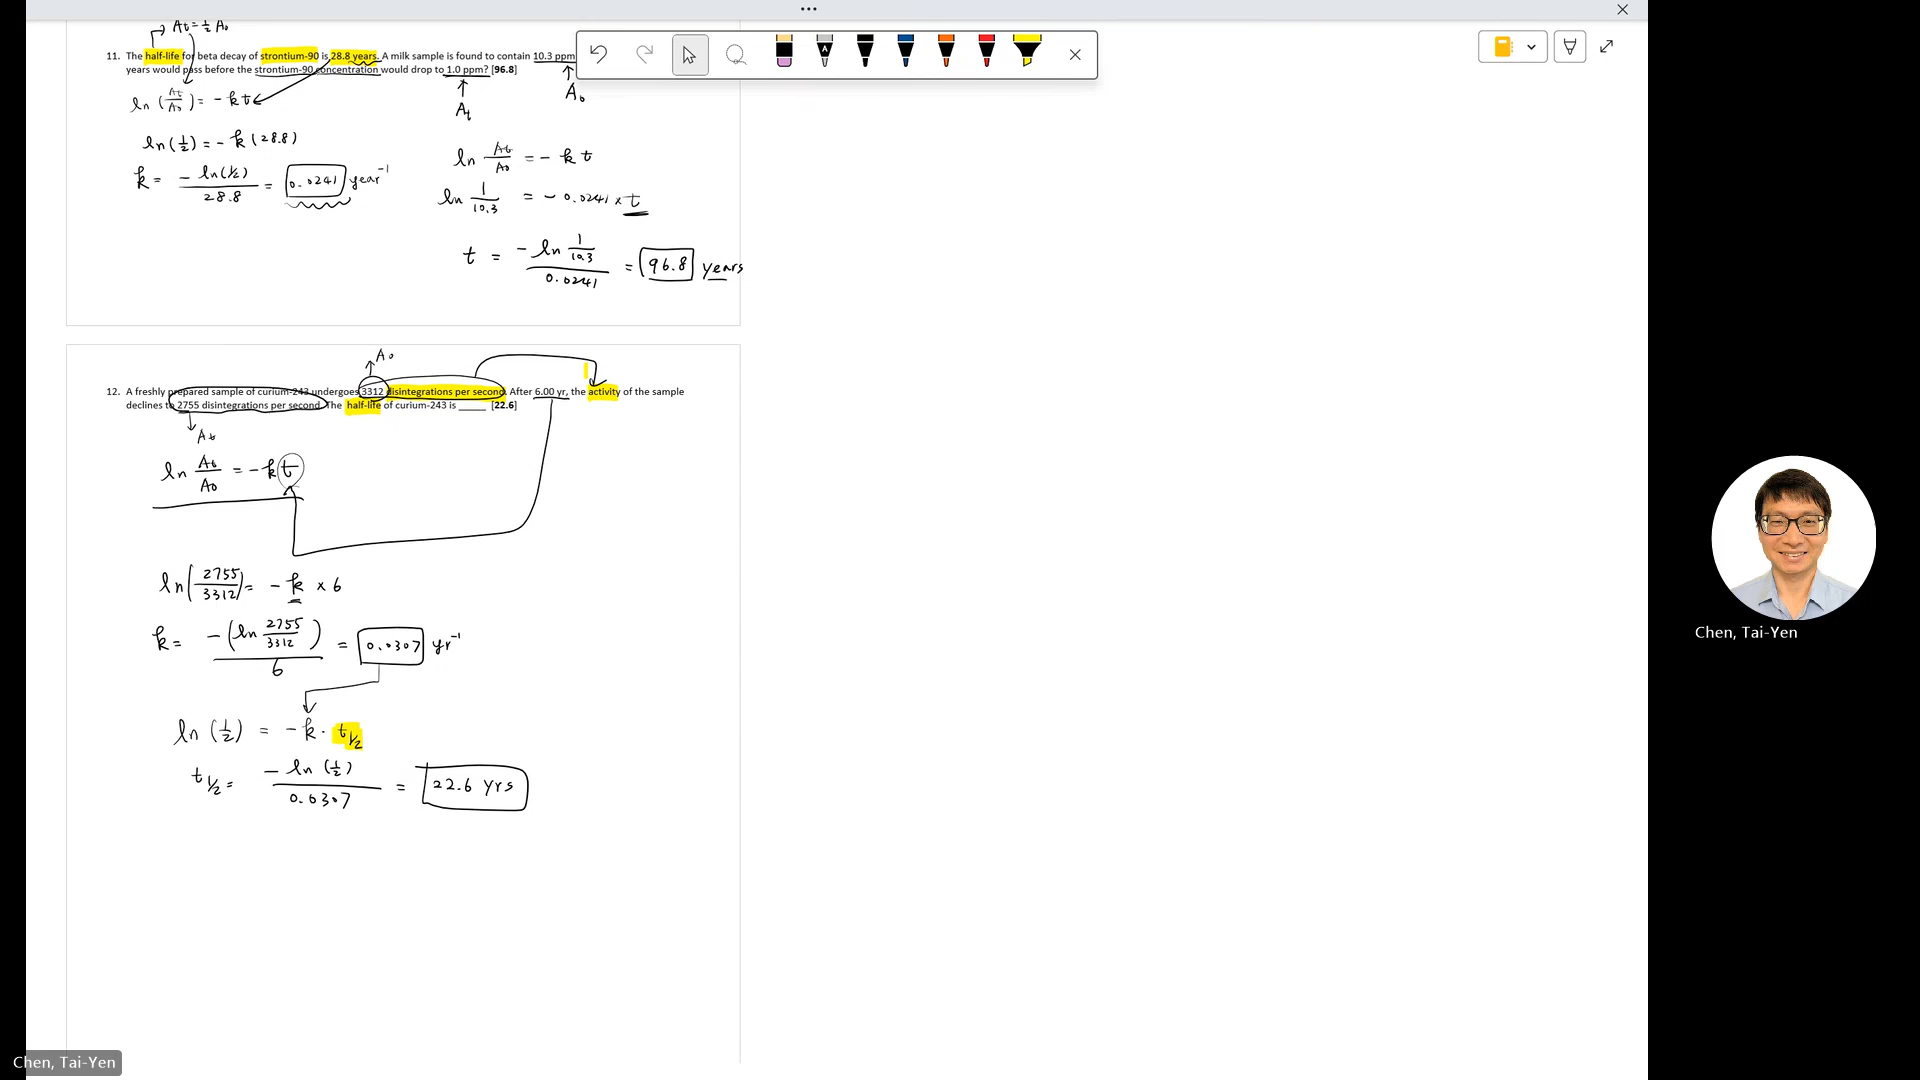 At = ½ A₀
11. The half-life for beta decay of strontium-90 is 28.8 years. A milk sample is found to contain 10.3 ppm
years would pass before the strontium-90 concentration would drop to 1.0 ppm? [96.8]
ln (At/A₀) = - kt
At
A₀
ln (½) = - k (28.8)
k = - ln(1/2) / 28.8 = 0.0241 year⁻¹
ln At/A₀ = - k t
ln 1/10.3 = - 0.0241 × t
t = - ln 1/10.3 / 0.0241 = 96.8 years
A₀
12. A freshly prepared sample of curium-243 undergoes 3312 disintegrations per second. After 6.00 yr, the activity of the sample
declines to 2755 disintegrations per second. The half-life of curium-243 is _____ [22.6]
At
ln At/A₀ = - k t
ln (2755/3312) = - k × 6
k = - (ln 2755/3312) / 6 = 0.0307 yr⁻¹
ln (½) = - k · t1/2
t1/2 = - ln (½) / 0.0307 = 22.6 yrs
Chen, Tai-Yen
Chen, Tai-Yen